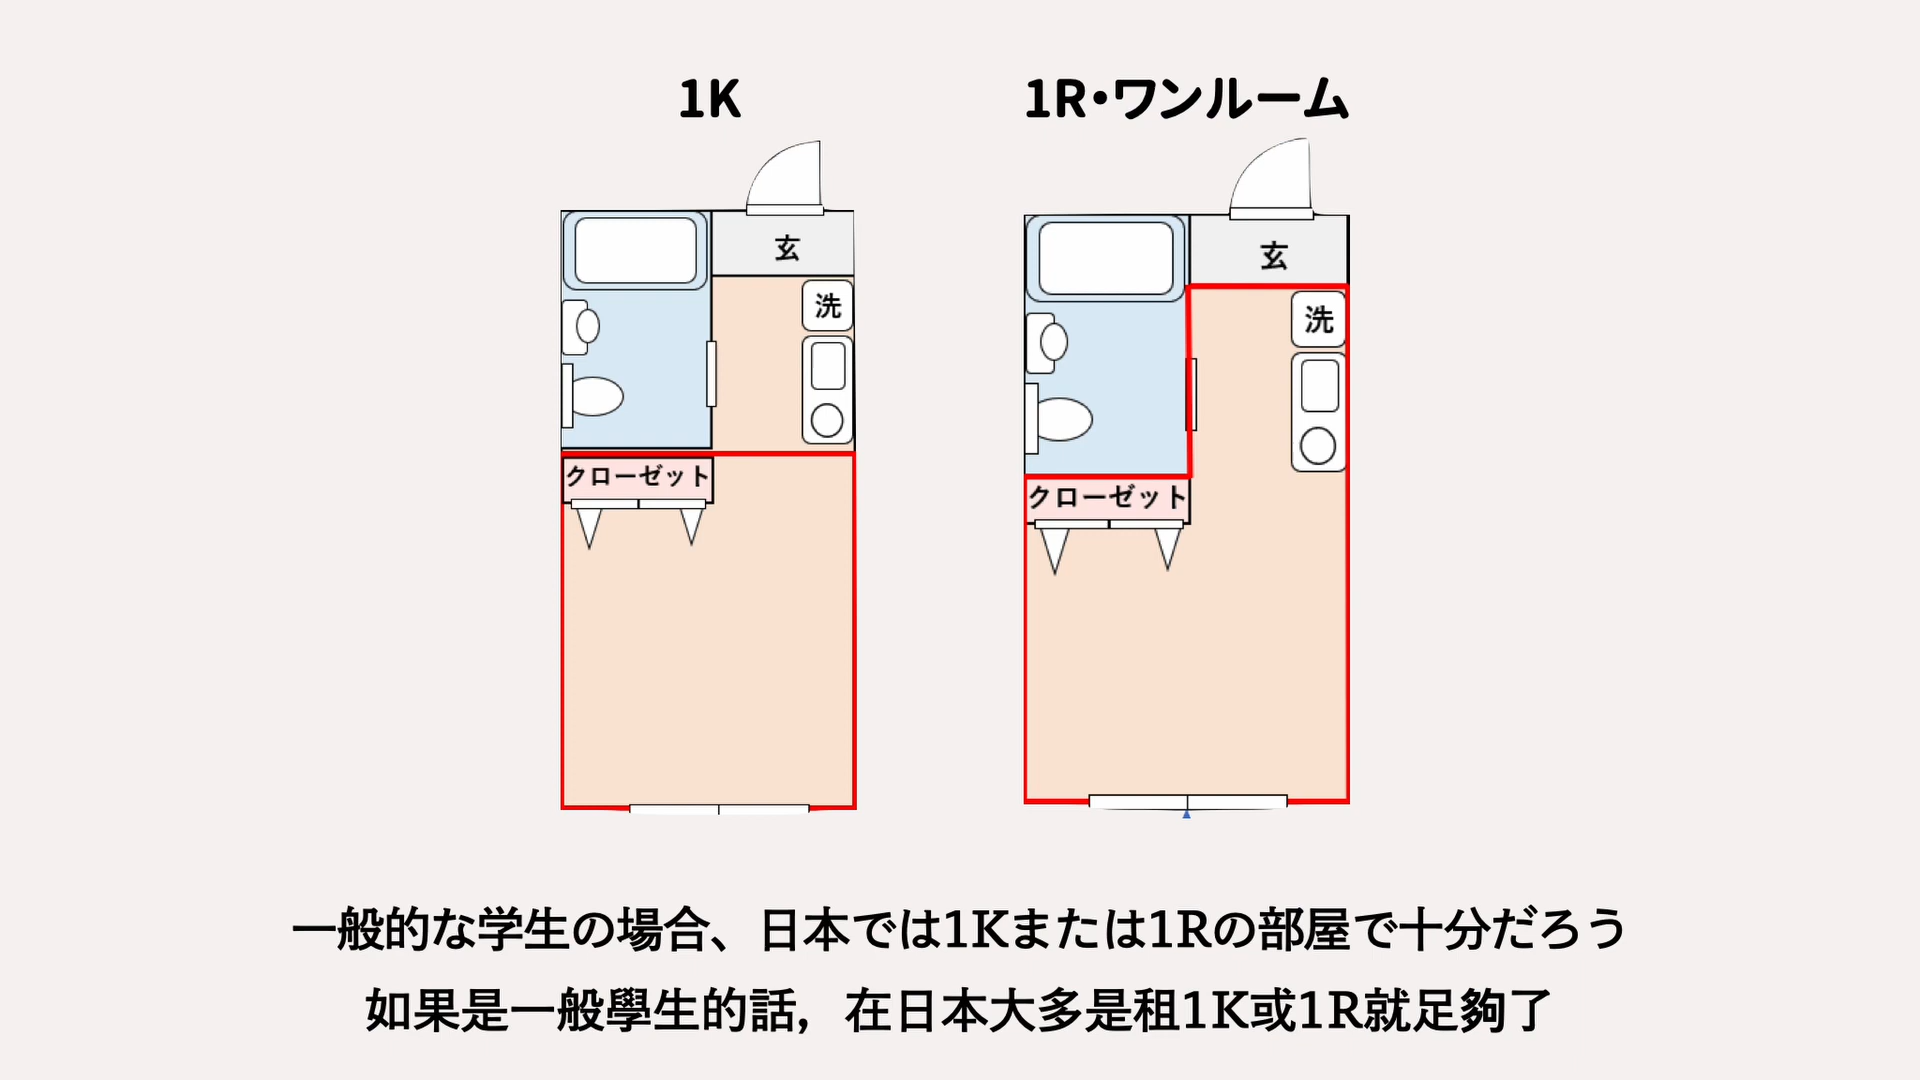 1K
1R・ワンルーム
玄
洗
クローゼット
玄
洗
クローゼット
一般的な学生の場合、日本では1Kまたは1Rの部屋で十分だろう
如果是一般學生的話，在日本大多是租1K或1R就足夠了